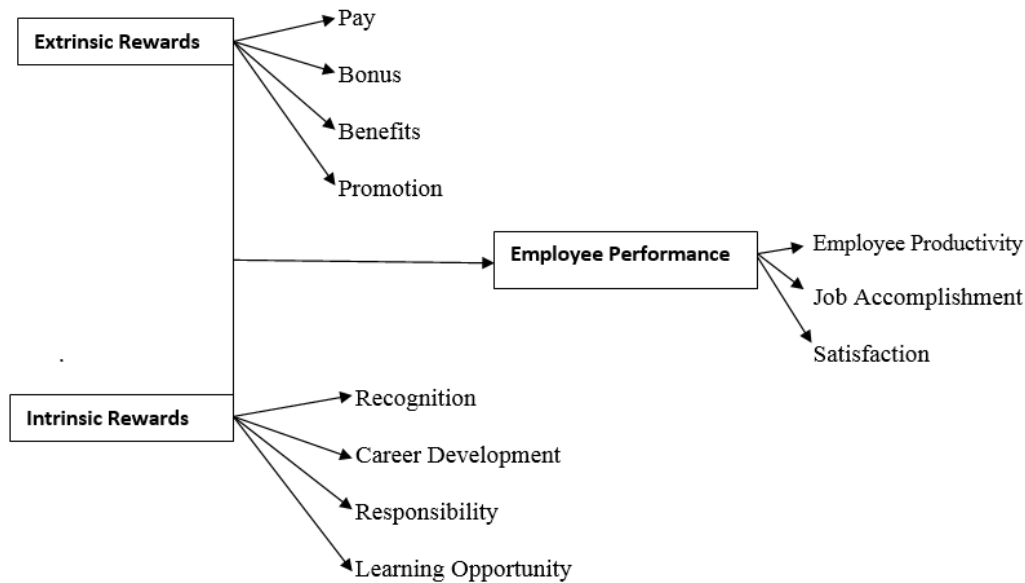 Extrinsic Rewards
Pay
Bonus
Benefits
Promotion
Employee Performance
Employee Productivity
Job Accomplishment
Satisfaction
Intrinsic Rewards
Recognition
Career Development
Responsibility
Learning Opportunity